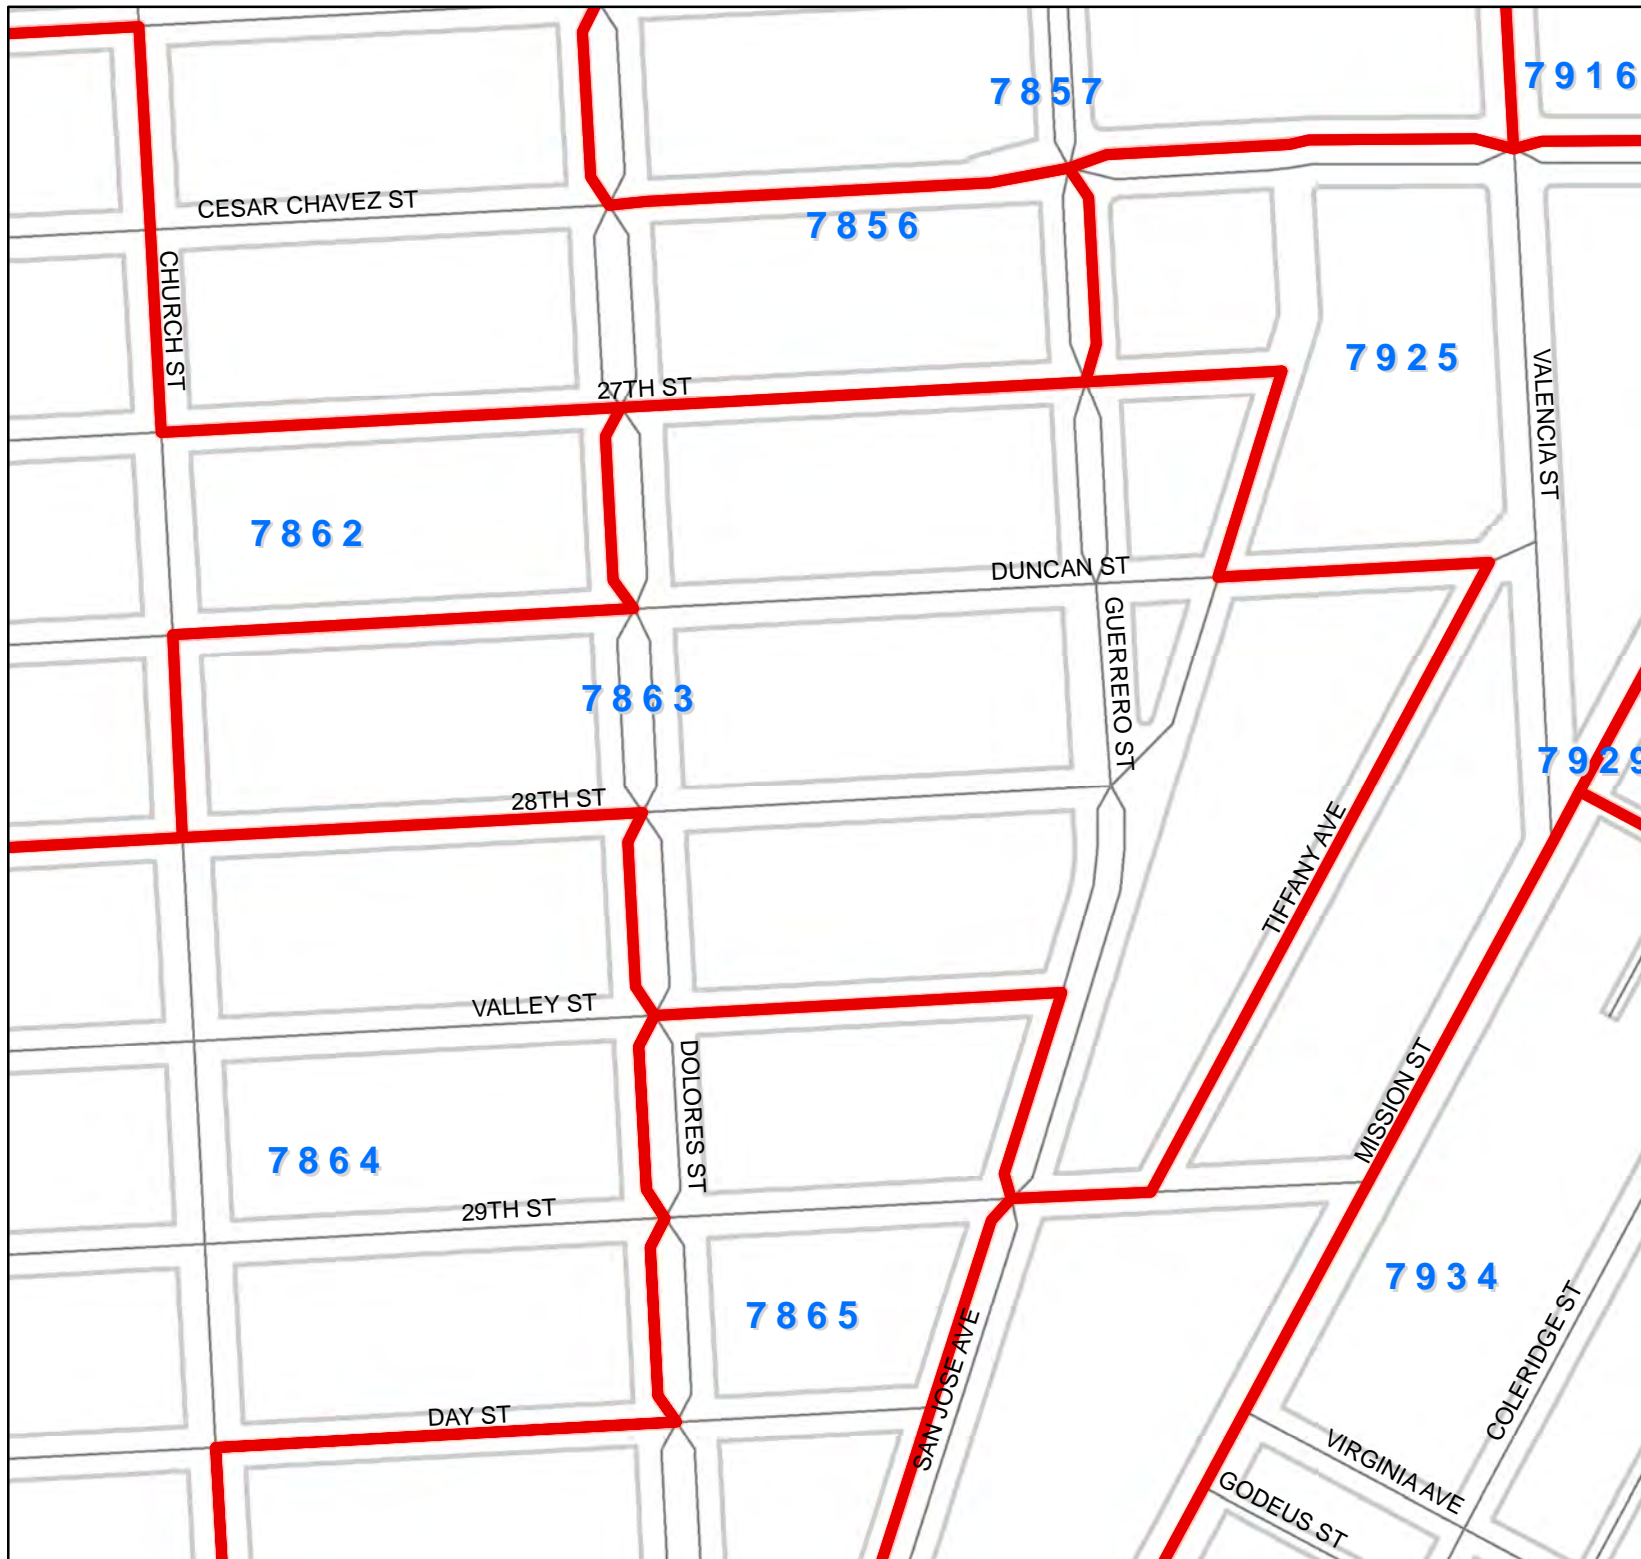 7916
7857
CESAR CHAVEZ ST
7856
CHURCH ST
7925
VALENCIA ST
27TH ST
7862
DUNCAN ST
GUERRERO ST
7863
7929
28TH ST
TIFFANY AVE
VALLEY ST
DOLORES ST
MISSION ST
7864
29TH ST
7934
7865
SAN JOSE AVE
COLERIDGE ST
DAY ST
VIRGINIA AVE
GODEUS ST